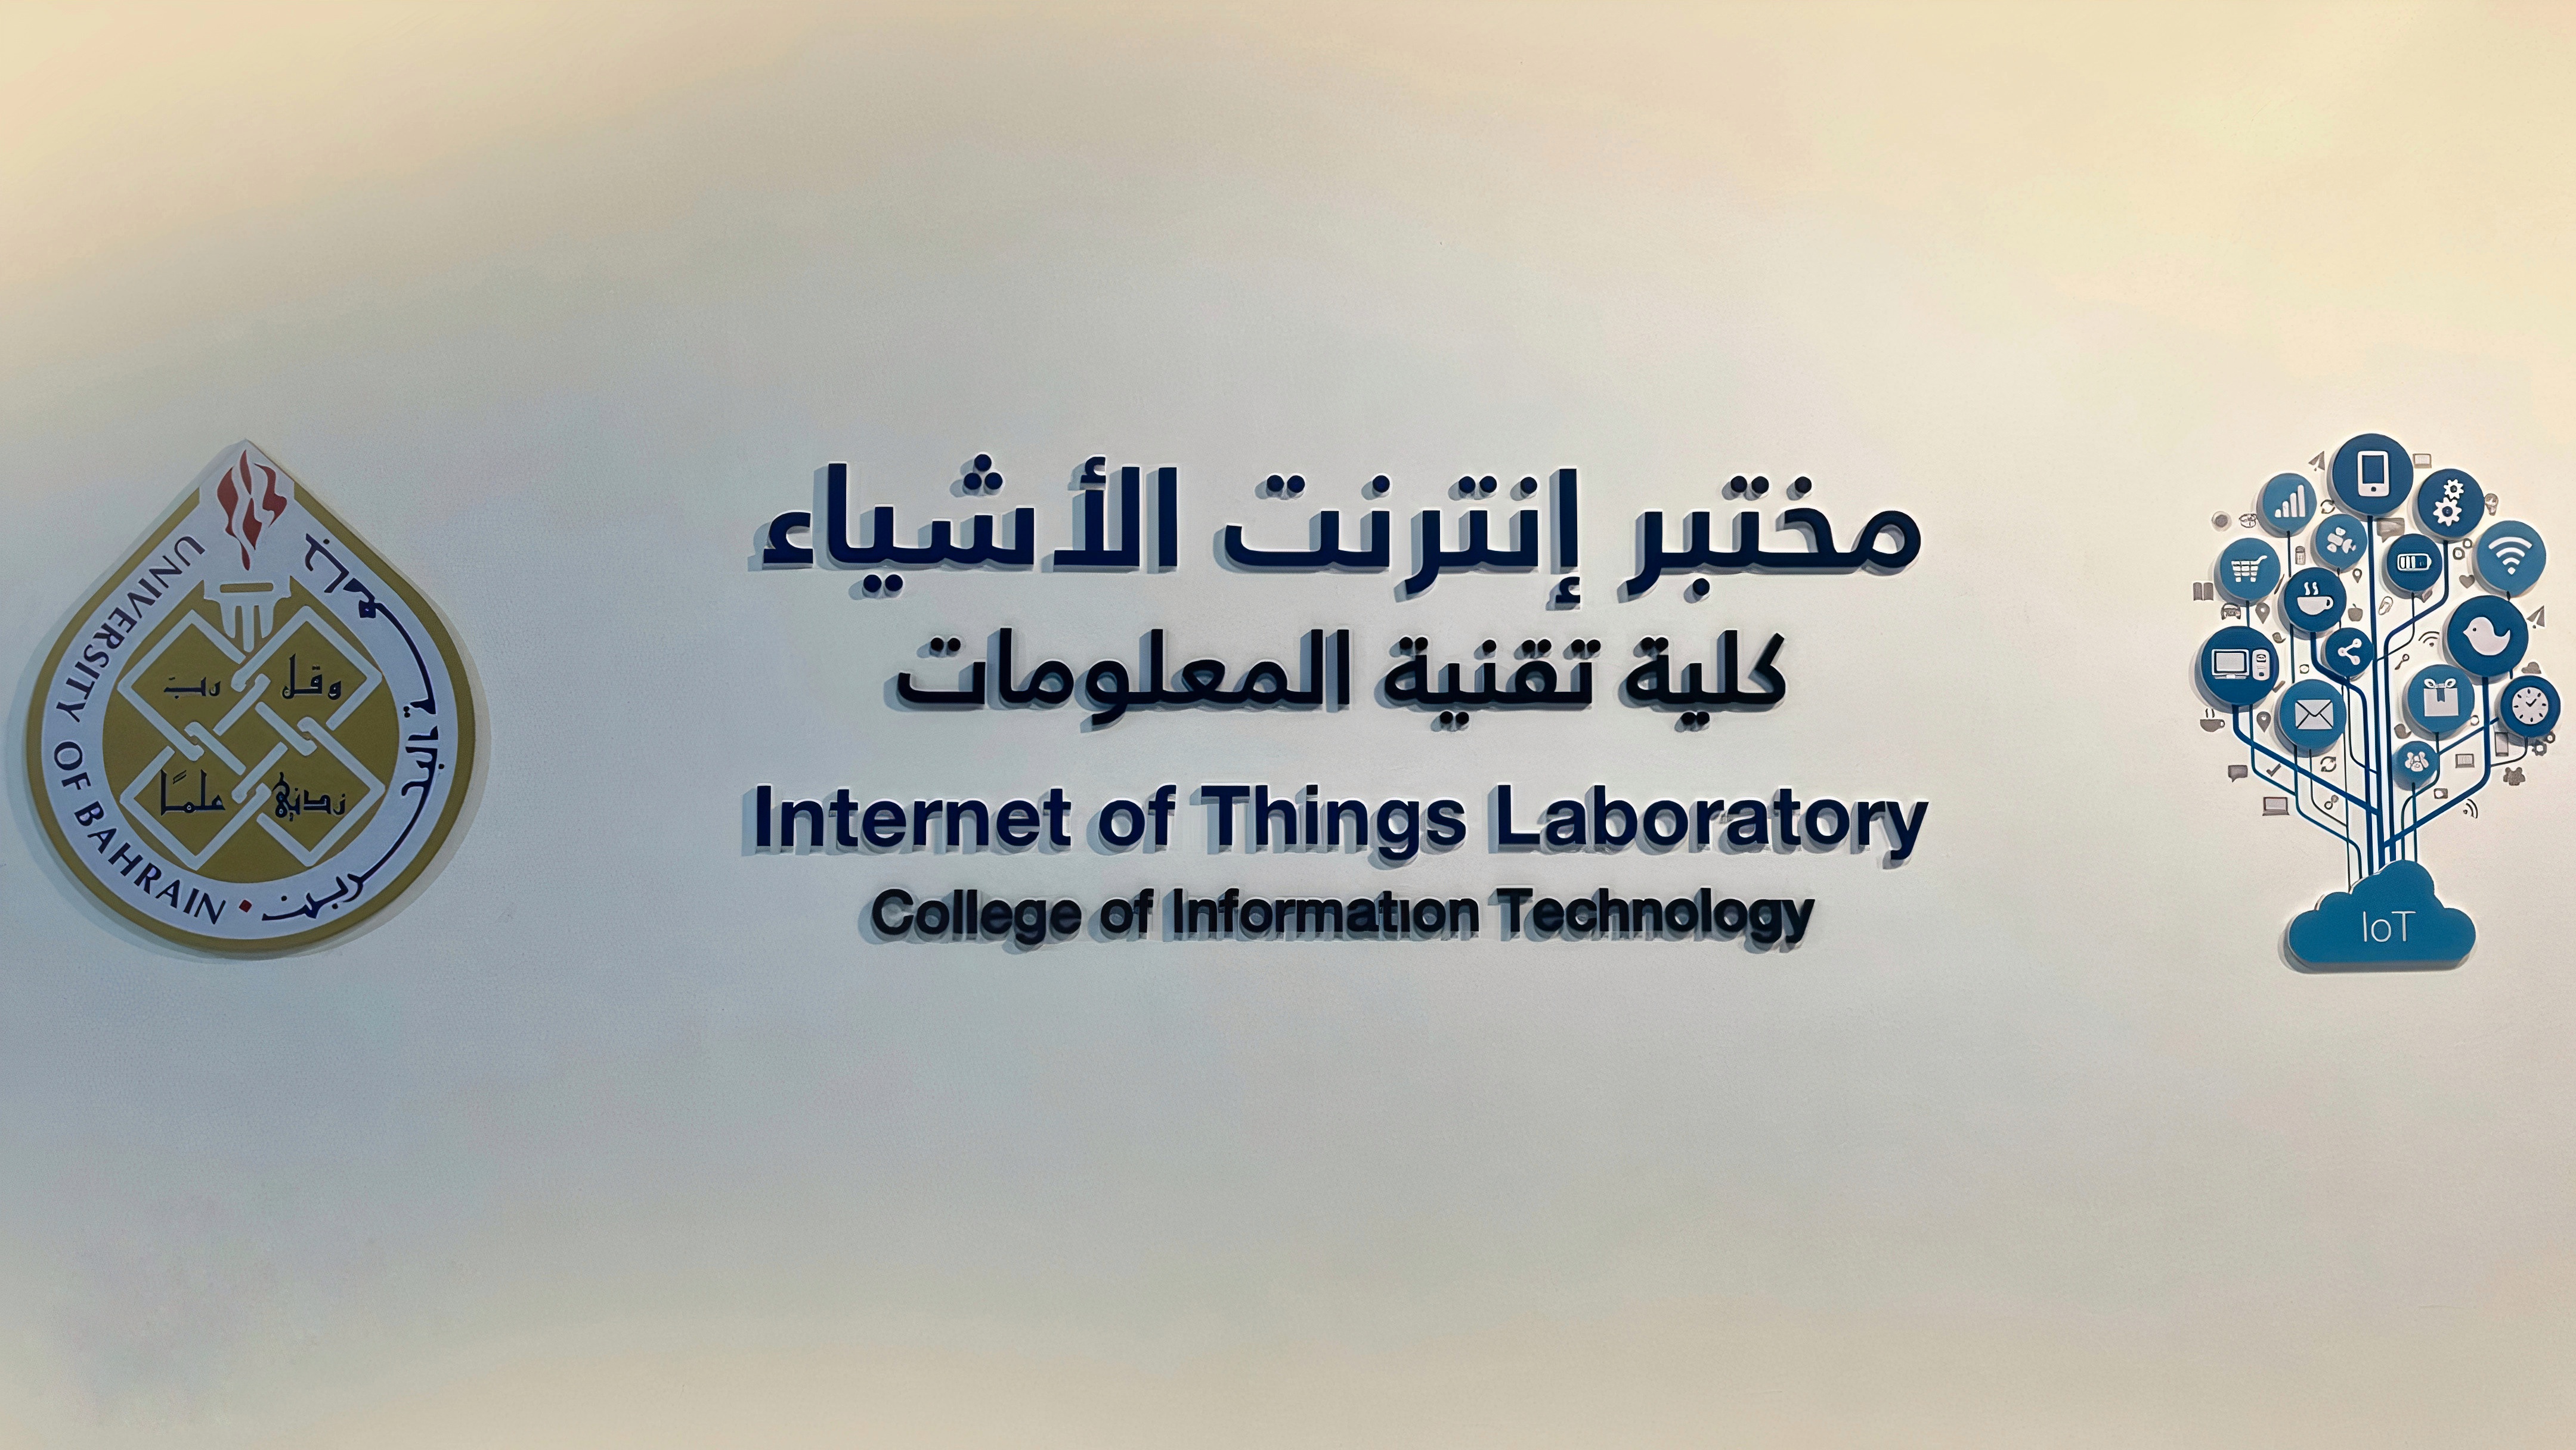 مختبر إنترنت الأشياء
كلية تقنية المعلومات
Internet of Things Laboratory
College of Information Technology
UNIVERSITY OF BAHRAIN
جامعة البحرين
وقل ربّ
زدني علمًا
IoT